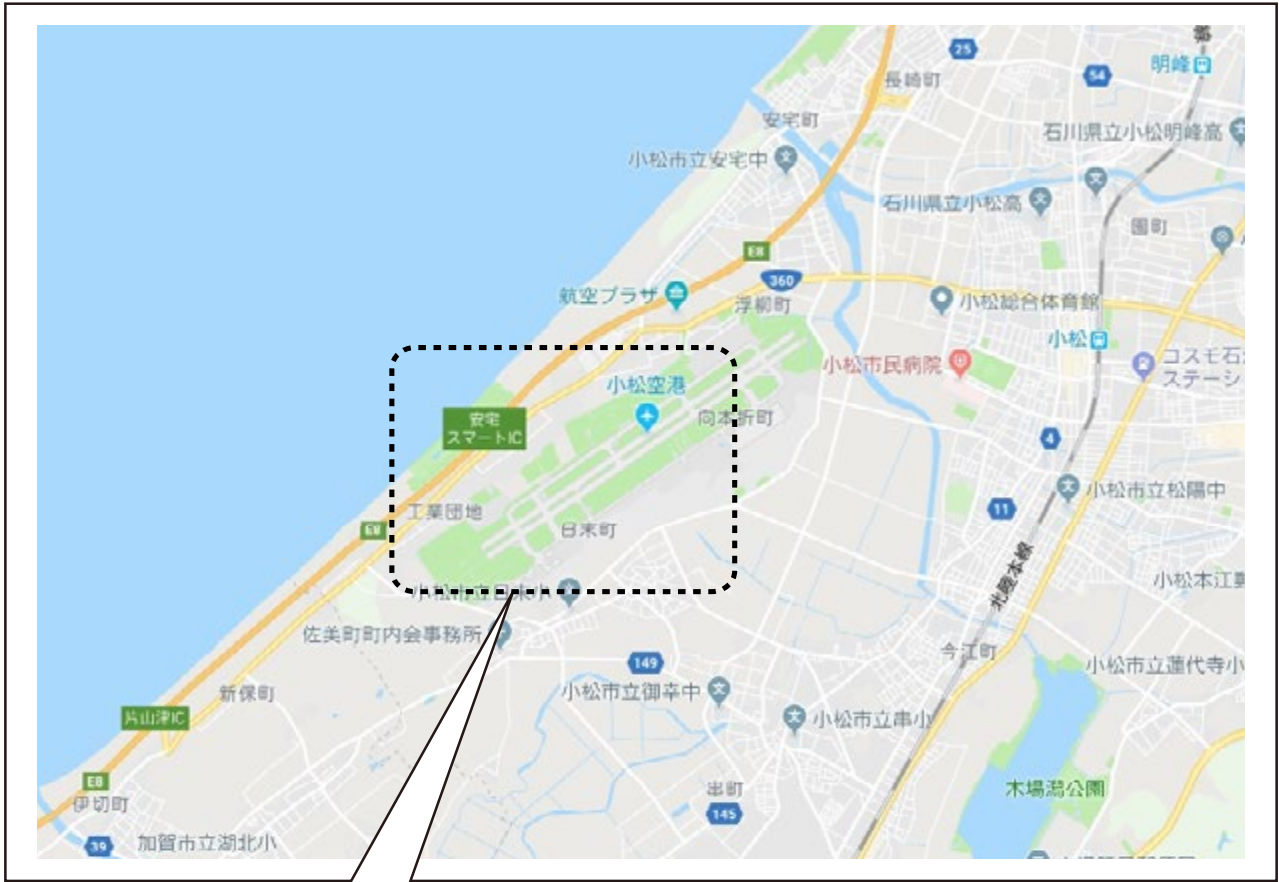 25
明峰
54
長崎町
安宅町
石川県立小松明峰高
小松市立安宅中
石川県立小松高
園町
E8
360
航空プラザ
浮柳町
小松総合体育館
小松
小松市民病院
コスモ石
ステーシ
小松空港
安宅
スマートIC
向本折町
4
小松市立松陽中
11
工業団地
E8
日末町
北陸本線
小松本江
小松市立日末小
佐美町町内会事務所
今江町
149
小松市立蓮代寺小
小松市立御幸中
新保町
片山津IC
小松市立串小
E8
串町
木場潟公園
伊切町
145
39
加賀市立湖北小